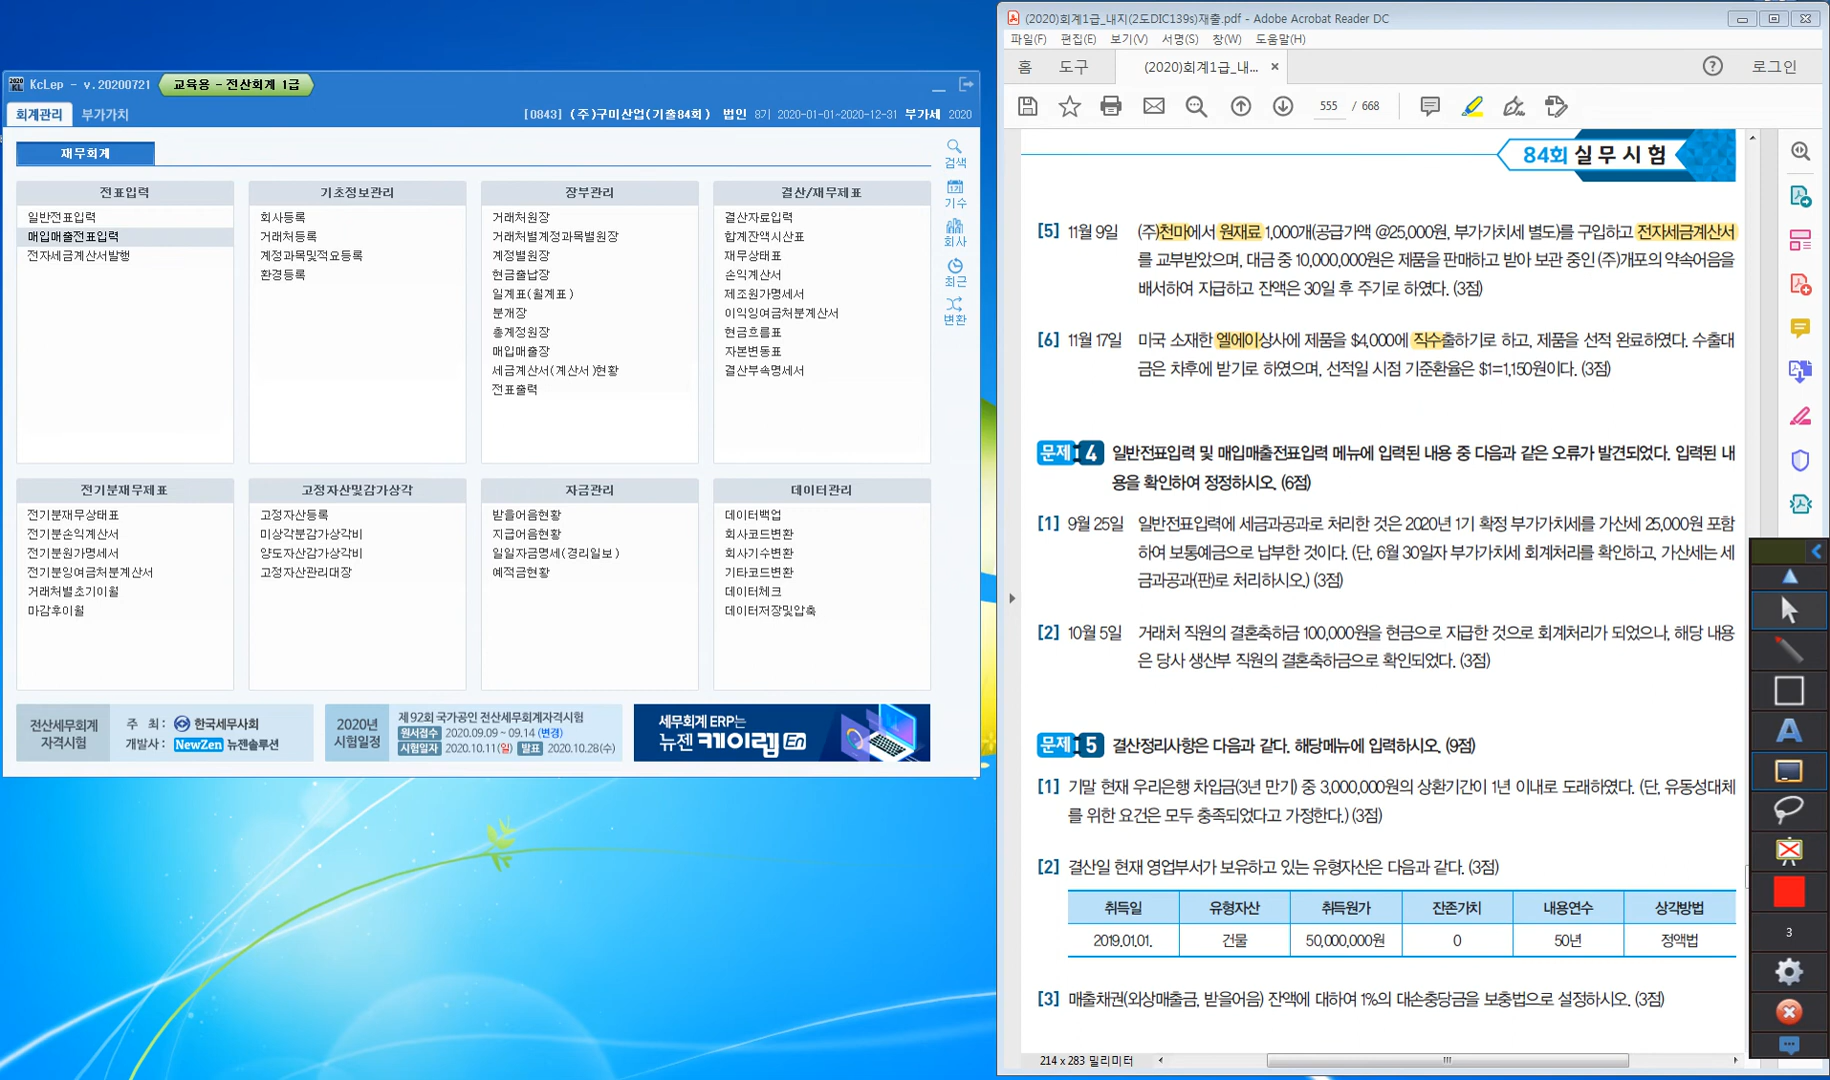 KcLep - v.20200721
교육용 - 전산회계 1급
회계관리
부가가치
[0843] (주)구미산업(기출84회) 법인 8기 2020-01-01~2020-12-31 부가세 2020
재무회계
검색
기수
회사
최근
변환
전표입력
일반전표입력
매입매출전표입력
전자세금계산서발행
기초정보관리
회사등록
거래처등록
계정과목및적요등록
환경등록
장부관리
거래처원장
거래처별계정과목별원장
계정별원장
현금출납장
일계표(월계표)
분개장
총계정원장
매입매출장
세금계산서(계산서)현황
전표출력
결산/재무제표
결산자료입력
합계잔액시산표
재무상태표
손익계산서
제조원가명세서
이익잉여금처분계산서
현금흐름표
자본변동표
결산부속명세서
전기분재무제표
전기분재무상태표
전기분손익계산서
전기분원가명세서
전기분잉여금처분계산서
거래처별초기이월
마감후이월
고정자산및감가상각
고정자산등록
미상각분감가상각비
양도자산감가상각비
고정자산관리대장
자금관리
받을어음현황
지급어음현황
일일자금명세(경리일보)
예적금현황
데이터관리
데이터백업
회사코드변환
회사기수변환
기타코드변환
데이터체크
데이터저장및압축
전산세무회계
자격시험
주 최 : 한국세무사회
개발사 : NewZen 뉴젠솔루션
2020년
시험일정
제92회 국가공인 전산세무회계자격시험
원서접수 2020.09.09 ~ 09.14 (변경)
시험일자 2020.10.11(일) 발표 2020.10.28(수)
세무회계 ERP는
뉴젠 케이렙 En
(2020)회계1급_내지(2도DIC139s)재출.pdf - Adobe Acrobat Reader DC
파일(F) 편집(E) 보기(V) 서명(S) 창(W) 도움말(H)
홈 도구 (2020)회계1급_내... × 로그인
555 / 668
84회 실무시험
[5] 11월 9일 (주)천마에서 원재료 1,000개(공급가액 @25,000원, 부가가치세 별도)를 구입하고 전자세금계산서
를 교부받았으며, 대금 중 10,000,000원은 제품을 판매하고 받아 보관 중인 (주)개포의 약속어음을
배서하여 지급하고 잔액은 30일 후 주기로 하였다. (3점)
[6] 11월 17일 미국 소재한 엘에이상사에 제품을 $4,000에 직수출하기로 하고, 제품을 선적 완료하였다. 수출대
금은 차후에 받기로 하였으며, 선적일 시점 기준환율은 $1=1,150원이다. (3점)
문제 4 일반전표입력 및 매입매출전표입력 메뉴에 입력된 내용 중 다음과 같은 오류가 발견되었다. 입력된 내
용을 확인하여 정정하시오. (6점)
[1] 9월 25일 일반전표입력에 세금과공과로 처리한 것은 2020년 1기 확정 부가가치세를 가산세 25,000원 포함
하여 보통예금으로 납부한 것이다. (단, 6월 30일자 부가가치세 회계처리를 확인하고, 가산세는 세
금과공과(판)로 처리하시오.) (3점)
[2] 10월 5일 거래처 직원의 결혼축하금 100,000원을 현금으로 지급한 것으로 회계처리가 되었으나, 해당 내용
은 당사 생산부 직원의 결혼축하금으로 확인되었다. (3점)
문제 5 결산정리사항은 다음과 같다. 해당메뉴에 입력하시오. (9점)
[1] 기말 현재 우리은행 차입금(3년 만기) 중 3,000,000원의 상환기간이 1년 이내로 도래하였다. (단, 유동성대체
를 위한 요건은 모두 충족되었다고 가정한다.) (3점)
[2] 결산일 현재 영업부서가 보유하고 있는 유형자산은 다음과 같다. (3점)
취득일 유형자산 취득원가 잔존가치 내용연수 상각방법
2019.01.01. 건물 50,000,000원 0 50년 정액법
[3] 매출채권(외상매출금, 받을어음) 잔액에 대하여 1%의 대손충당금을 보충법으로 설정하시오. (3점)
214 x 283 밀리미터
3